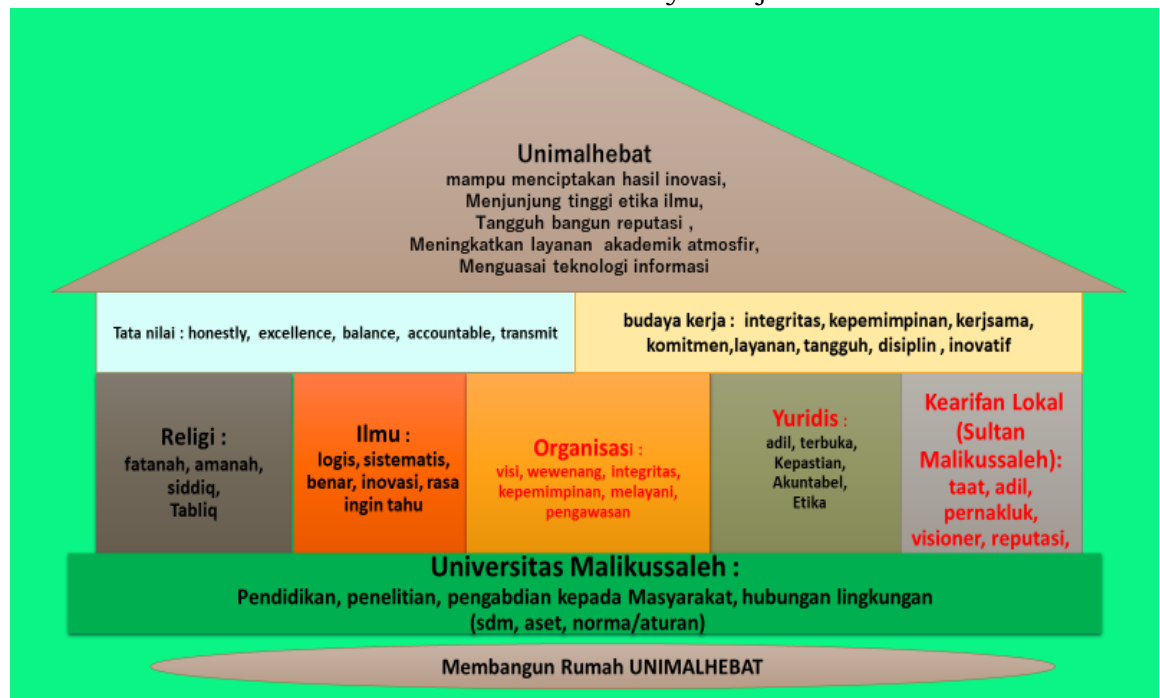 Unimalhebat
mampu menciptakan hasil inovasi,
Menjunjung tinggi etika ilmu,
Tangguh bangun reputasi ,
Meningkatkan layanan akademik atmosfir,
Menguasai teknologi informasi
Tata nilai : honestly, excellence, balance, accountable, transmit
budaya kerja : integritas, kepemimpinan, kerjsama,
komitmen,layanan, tangguh, disiplin , inovatif
Religi :
fatanah, amanah,
siddiq,
Tabliq
Ilmu :
logis, sistematis,
benar, inovasi, rasa
ingin tahu
Organisasi :
visi, wewenang, integritas,
kepemimpinan, melayani,
pengawasan
Yuridis :
adil, terbuka,
Kepastian,
Akuntabel,
Etika
Kearifan Lokal
(Sultan
Malikussaleh):
taat, adil,
pernakluk,
visioner, reputasi,
Universitas Malikussaleh :
Pendidikan, penelitian, pengabdian kepada Masyarakat, hubungan lingkungan
(sdm, aset, norma/aturan)
Membangun Rumah UNIMALHEBAT